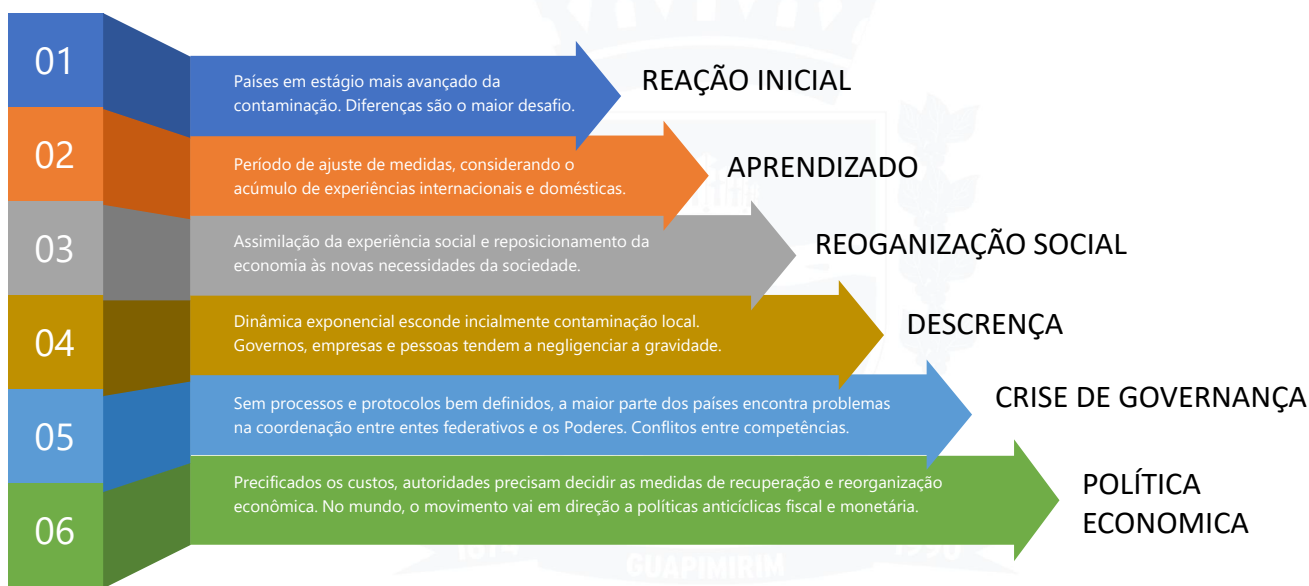 01
Países em estágio mais avançado da
contaminação. Diferenças são o maior desafio.
REAÇÃO INICIAL
02
Período de ajuste de medidas, considerando o
acúmulo de experiências internacionais e domésticas.
APRENDIZADO
03
Assimilação da experiência social e reposicionamento da
economia às novas necessidades da sociedade.
REOGANIZAÇÃO SOCIAL
04
Dinâmica exponencial esconde incialmente contaminação local.
Governos, empresas e pessoas tendem a negligenciar a gravidade.
DESCRENÇA
05
Sem processos e protocolos bem definidos, a maior parte dos países encontra problemas
na coordenação entre entes federativos e os Poderes. Conflitos entre competências.
CRISE DE GOVERNANÇA
06
Precificados os custos, autoridades precisam decidir as medidas de recuperação e reorganização
econômica. No mundo, o movimento vai em direção a políticas anticíclicas fiscal e monetária.
POLÍTICA
ECONOMICA
GUAPIMIRIM
1990